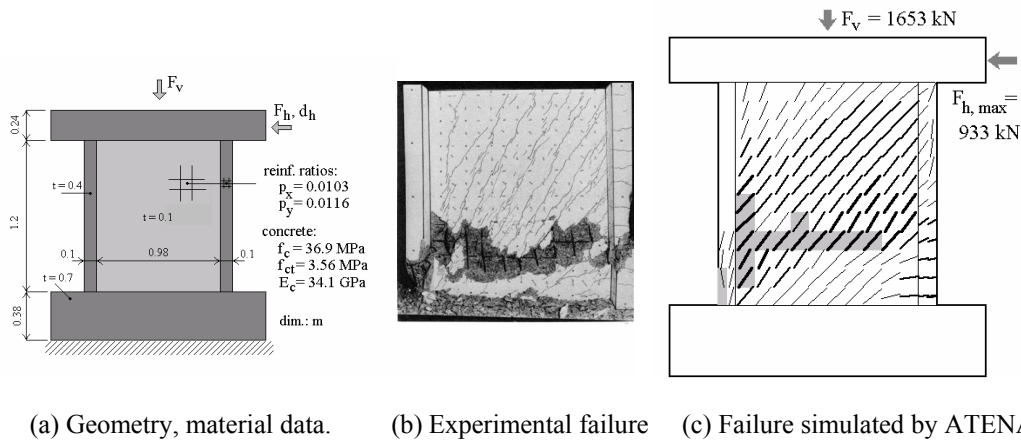 F_v
F_h, d_h
0.24
1.2
0.38
t = 0.4
t = 0.1
0.1
0.98
0.1
t = 0.7
reinf. ratios:
p_x = 0.0103
p_y = 0.0116
concrete:
f_c = 36.9 MPa
f_ct = 3.56 MPa
E_c = 34.1 GPa
dim.: m
F_v = 1653 kN
F_h, max =
933 kN
(a) Geometry, material data.
(b) Experimental failure
(c) Failure simulated by ATENA